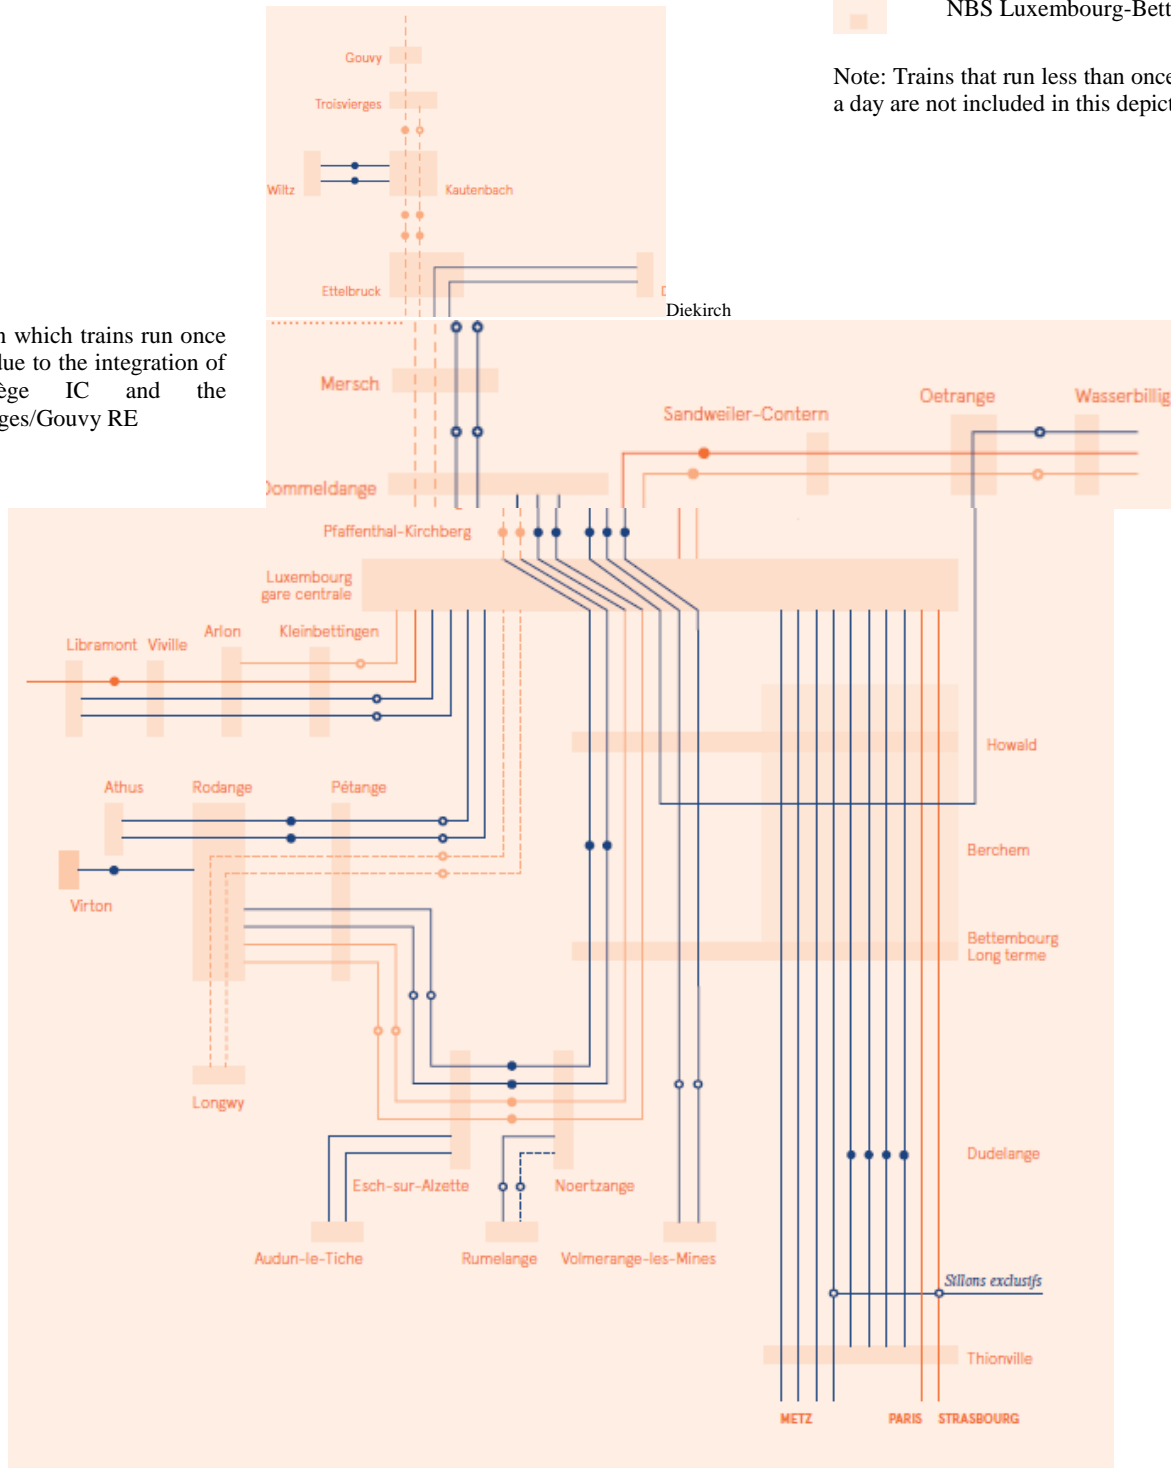 NBS Luxembourg-Bett
Note: Trains that run less than once
a day are not included in this depict
Gouvy
Troisvierges
Wiltz
Kautenbach
Ettelbruck
D
Diekirch
n which trains run once
due to the integration of
ège IC and the
ges/Gouvy RE
Mersch
Oetrange
Wasserbillig
Sandweiler-Contern
Dommeldange
Pfaffenthal-Kirchberg
Luxembourg
gare centrale
Arlon
Kleinbettingen
Libramont
Viville
Howald
Athus
Rodange
Pétange
Berchem
Virton
Bettembourg
Long terme
Longwy
Dudelange
Esch-sur-Alzette
Noertzange
Audun-le-Tiche
Rumelange
Volmerange-les-Mines
Sillons exclusifs
Thionville
METZ
PARIS
STRASBOURG